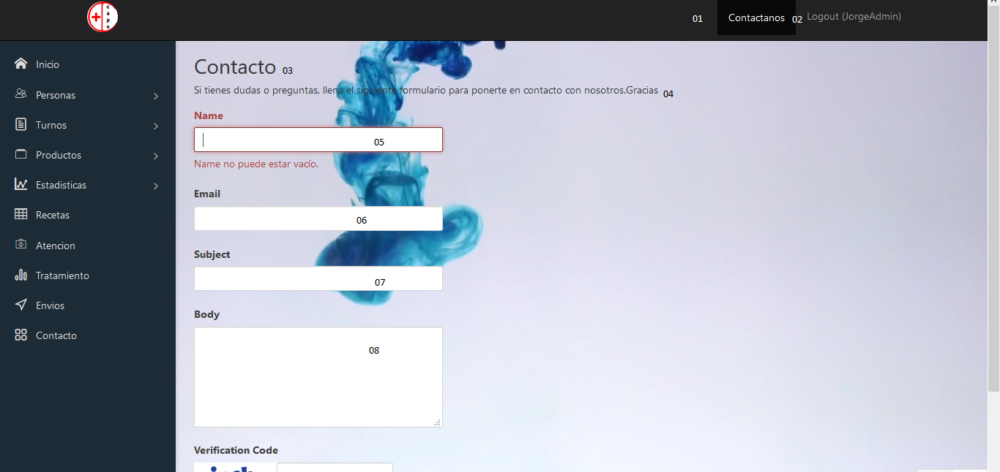 caps
01 Contactanos 02 Logout (JorgeAdmin)
Inicio
Personas
Turnos
Productos
Estadisticas
Recetas
Atencion
Tratamiento
Envios
Contacto
Contacto 03
Si tienes dudas o preguntas, llena el siguiente formulario para ponerte en contacto con nosotros.Gracias 04
Name
05
Name no puede estar vacío.
Email
06
Subject
07
Body
08
Verification Code